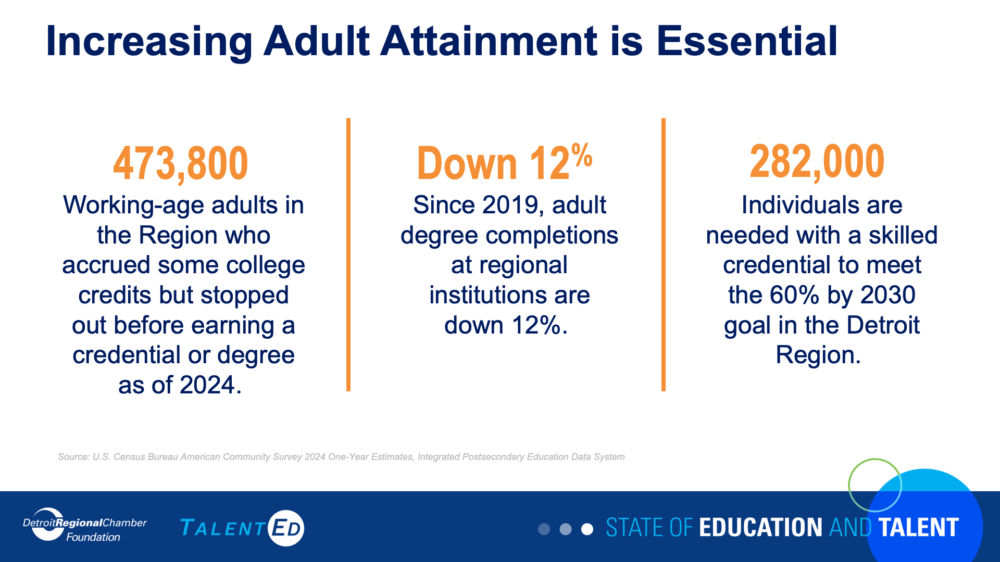 Increasing Adult Attainment is Essential
473,800
Working-age adults in
the Region who
accrued some college
credits but stopped
out before earning a
credential or degree
as of 2024.
Down 12%
Since 2019, adult
degree completions
at regional
institutions are
down 12%.
282,000
Individuals are
needed with a skilled
credential to meet
the 60% by 2030
goal in the Detroit
Region.
Source: U.S. Census Bureau American Community Survey 2024 One-Year Estimates, Integrated Postsecondary Education Data System
DetroitRegionalChamber
Foundation
TALENTED
STATE OF EDUCATION AND TALENT